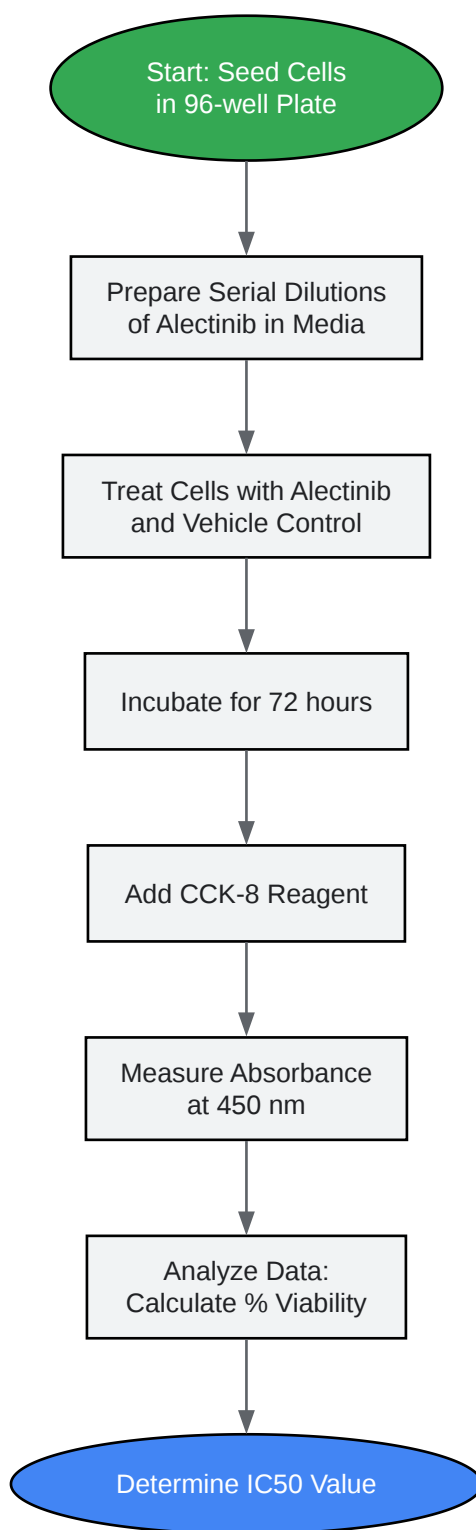 Start: Seed Cells
in 96-well Plate
Prepare Serial Dilutions
of Alectinib in Media
Treat Cells with Alectinib
and Vehicle Control
Incubate for 72 hours
Add CCK-8 Reagent
Measure Absorbance
at 450 nm
Analyze Data:
Calculate % Viability
Determine IC50 Value